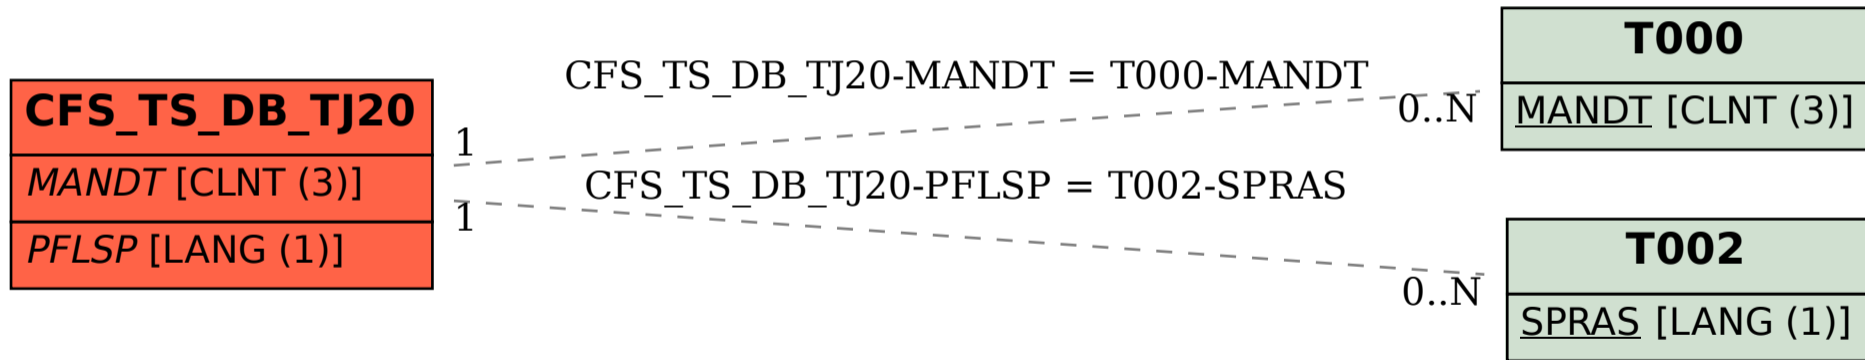 CFS_TS_DB_TJ20
MANDT [CLNT (3)]
PFLSP [LANG (1)]
CFS_TS_DB_TJ20-MANDT = T000-MANDT
1
0..N
CFS_TS_DB_TJ20-PFLSP = T002-SPRAS
1
0..N
T000
MANDT [CLNT (3)]
T002
SPRAS [LANG (1)]